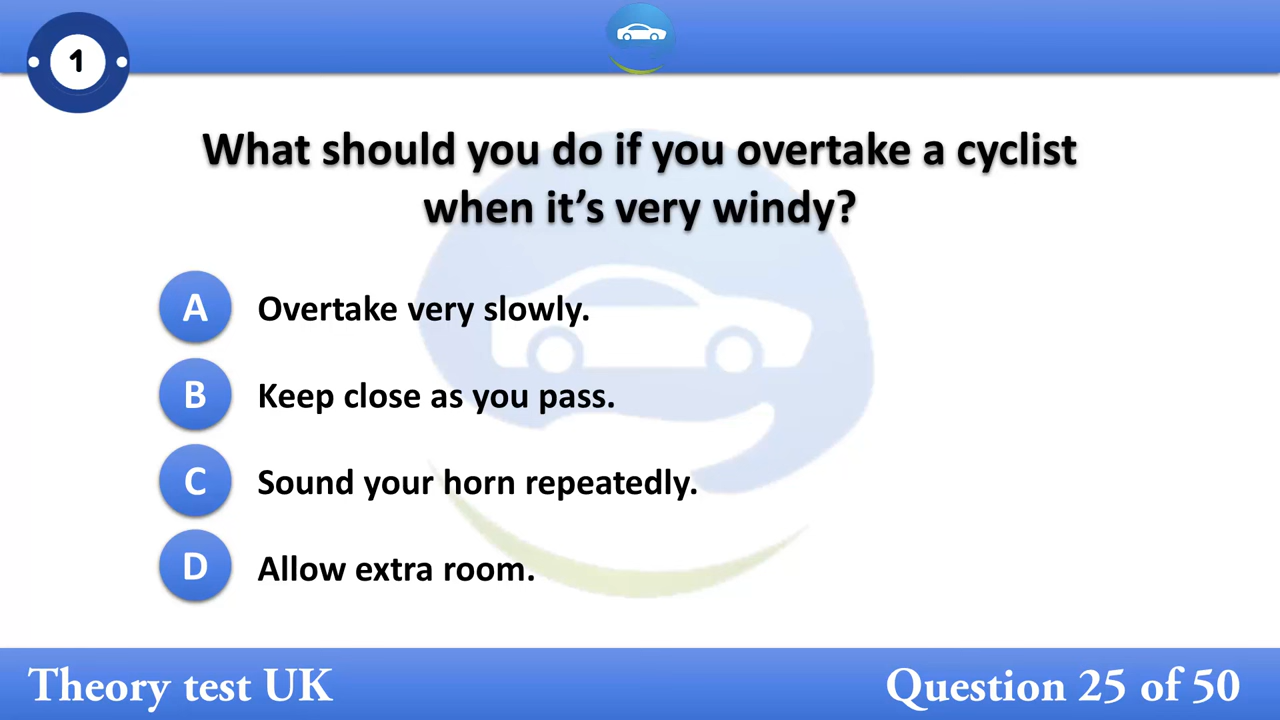 1
What should you do if you overtake a cyclist
when it's very windy?
A Overtake very slowly.
B Keep close as you pass.
C Sound your horn repeatedly.
D Allow extra room.
Theory test UK
Question 25 of 50